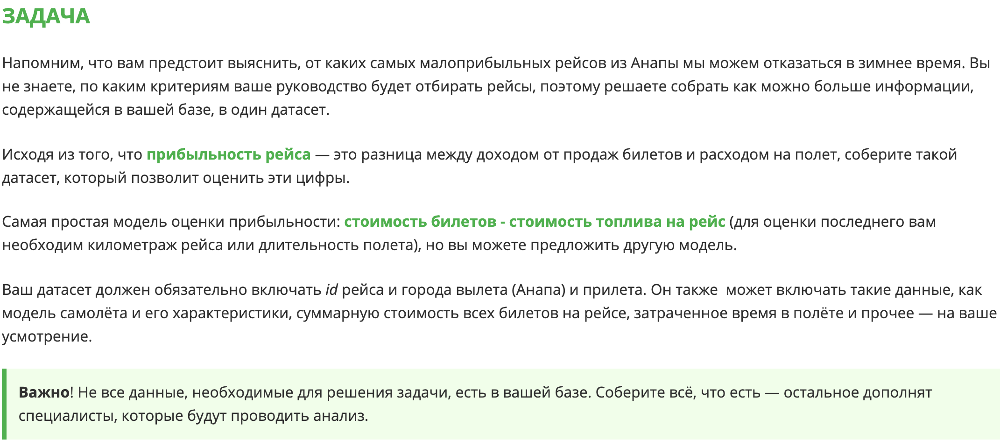 ЗАДАЧА
Напомним, что вам предстоит выяснить, от каких самых малоприбыльных рейсов из Анапы мы можем отказаться в зимнее время. Вы
не знаете, по каким критериям ваше руководство будет отбирать рейсы, поэтому решаете собрать как можно больше информации,
содержащейся в вашей базе, в один датасет.
Исходя из того, что прибыльность рейса — это разница между доходом от продаж билетов и расходом на полет, соберите такой
датасет, который позволит оценить эти цифры.
Самая простая модель оценки прибыльности: стоимость билетов - стоимость топлива на рейс (для оценки последнего вам
необходим километраж рейса или длительность полета), но вы можете предложить другую модель.
Ваш датасет должен обязательно включать id рейса и города вылета (Анапа) и прилета. Он также  может включать такие данные, как
модель самолёта и его характеристики, суммарную стоимость всех билетов на рейсе, затраченное время в полёте и прочее — на ваше
усмотрение.
Важно! Не все данные, необходимые для решения задачи, есть в вашей базе. Соберите всё, что есть — остальное дополнят
специалисты, которые будут проводить анализ.